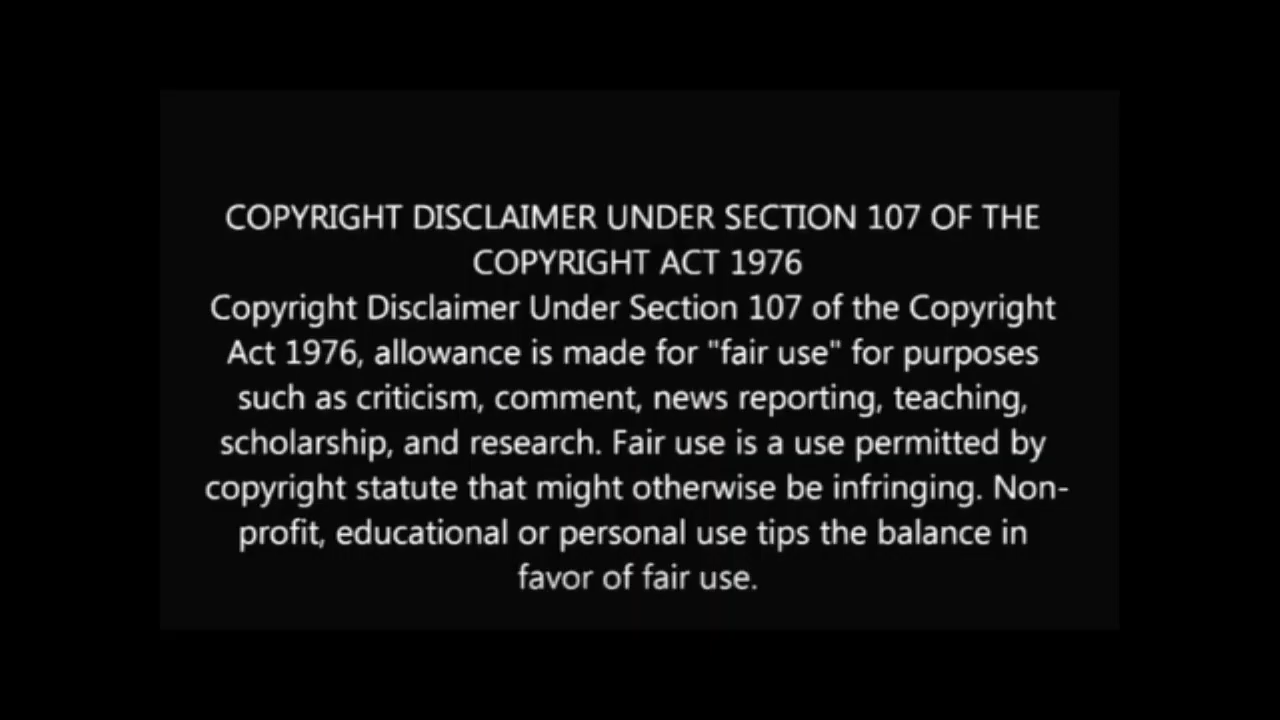 COPYRIGHT DISCLAIMER UNDER SECTION 107 OF THE
COPYRIGHT ACT 1976
Copyright Disclaimer Under Section 107 of the Copyright
Act 1976, allowance is made for "fair use" for purposes
such as criticism, comment, news reporting, teaching,
scholarship, and research. Fair use is a use permitted by
copyright statute that might otherwise be infringing. Non-
profit, educational or personal use tips the balance in
favor of fair use.